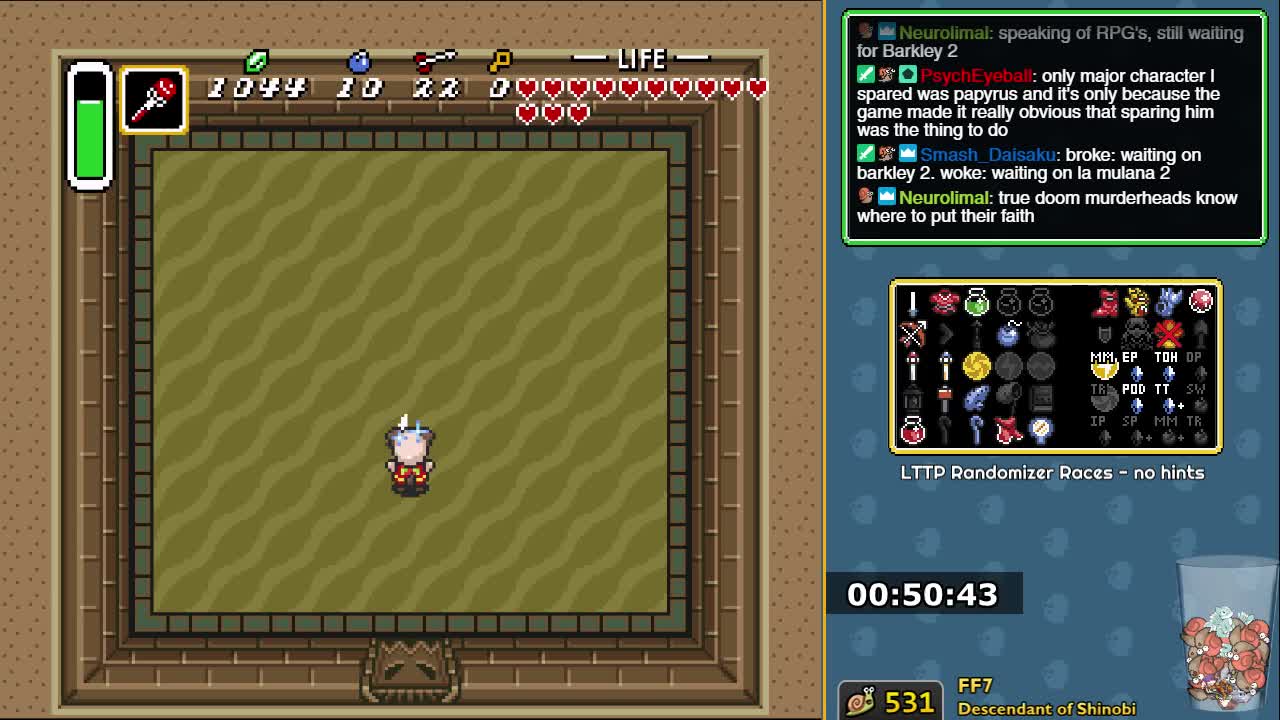 LIFE
1044 10 22 0
Neurolimal: speaking of RPG's, still waiting
for Barkley 2
PsychEyeball: only major character I
spared was papyrus and it's only because the
game made it really obvious that sparing him
was the thing to do
Smash_Daisaku: broke: waiting on
barkley 2. woke: waiting on la mulana 2
Neurolimal: true doom murderheads know
where to put their faith
MM EP TOH DP
TR POD TT SW
IP SP MM TR
LTTP Randomizer Races - no hints
00:50:43
531
FF7
Descendant of Shinobi